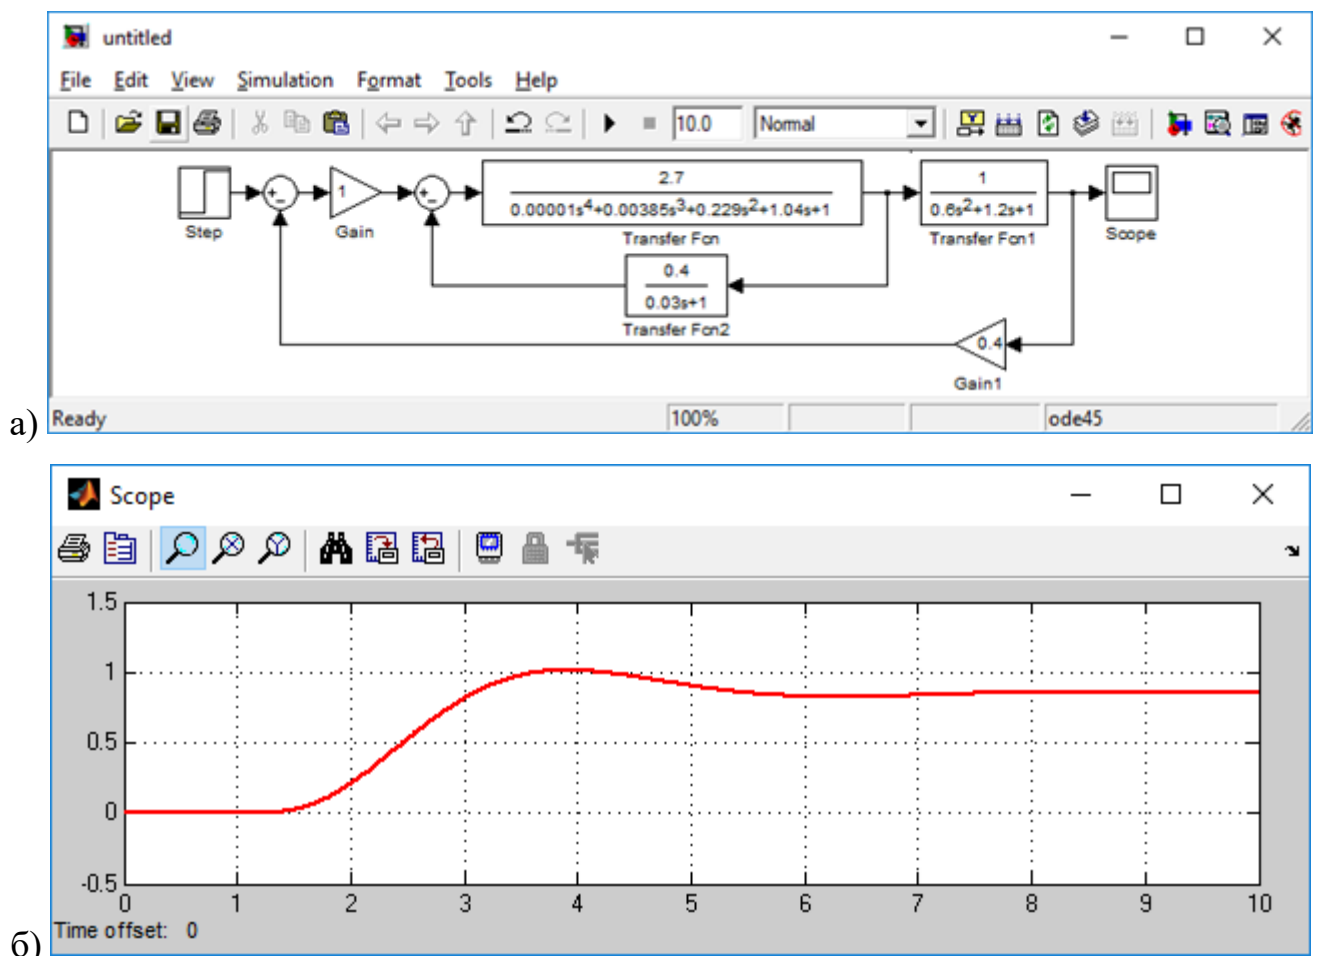 untitled
File Edit View Simulation Format Tools Help
10.0 Normal
Step
+
-
1
Gain
+
-
2.7
0.00001s4+0.00385s3+0.229s2+1.04s+1
Transfer Fcn
1
0.6s2+1.2s+1
Transfer Fcn1
Scope
0.4
0.03s+1
Transfer Fcn2
0.4
Gain1
а)
Ready 100% ode45
Scope
1.5
1
0.5
0
-0.5
0 1 2 3 4 5 6 7 8 9 10
Time offset: 0
б)